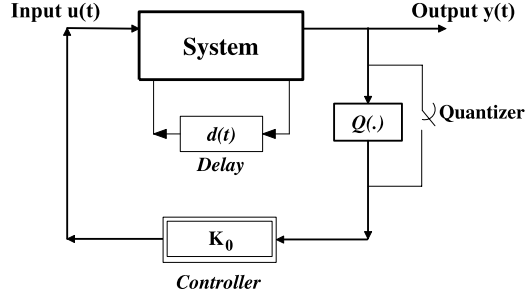 Input u(t)
Output y(t)
System
d(t)
Delay
Q(.)
Quantizer
K₀
Controller